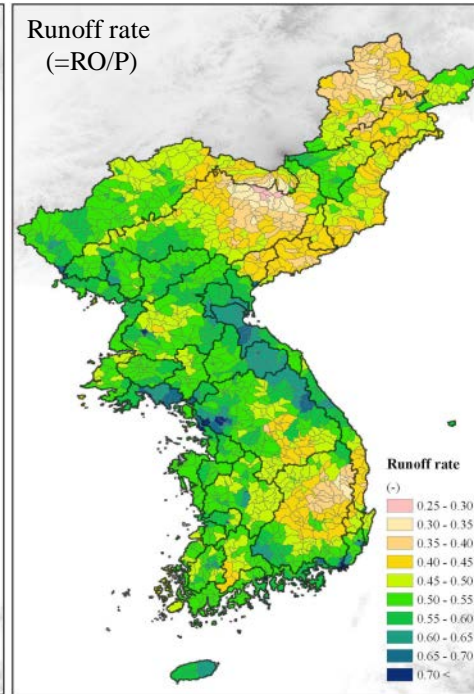 Runoff rate
(=RO/P)
Runoff rate
(-)
0.25 - 0.30
0.30 - 0.35
0.35 - 0.40
0.40 - 0.45
0.45 - 0.50
0.50 - 0.55
0.55 - 0.60
0.60 - 0.65
0.65 - 0.70
0.70 <